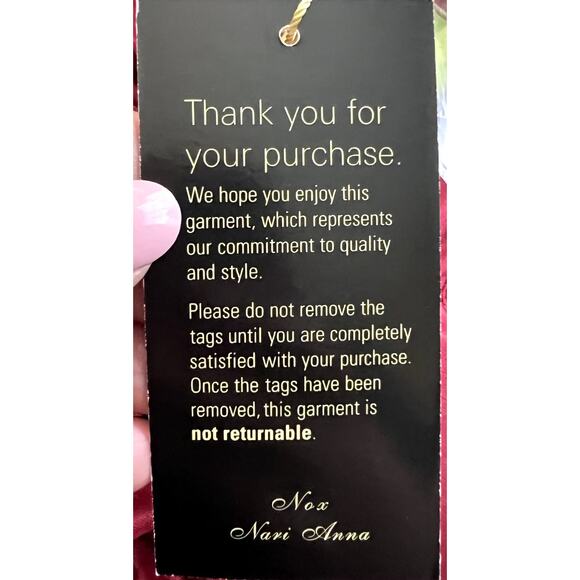 Thank you for
your purchase.
We hope you enjoy this
garment, which represents
our commitment to quality
and style.
Please do not remove the
tags until you are completely
satisfied with your purchase.
Once the tags have been
removed, this garment is
not returnable.
Nox
Nari Anna